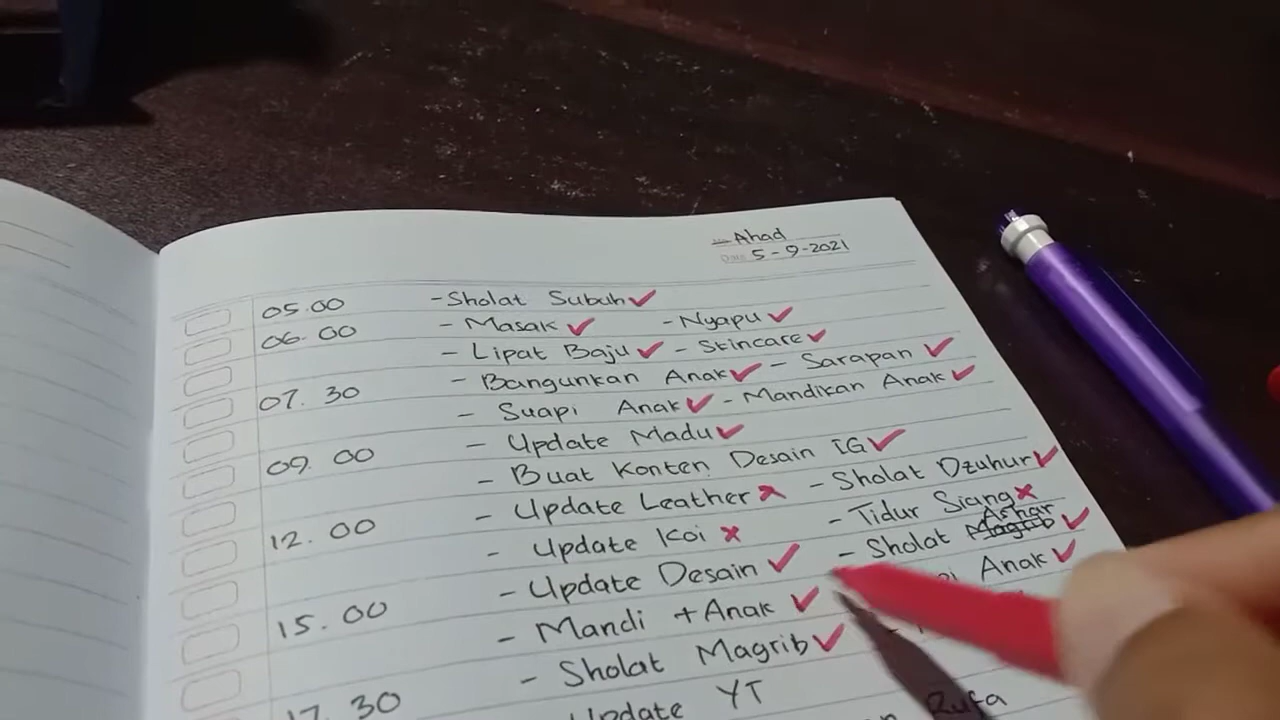 Ahad
Date 5-9-2021
05.00 -Sholat Subuh
06.00 - Masak - Nyapu
- Lipat Baju - Skincare
07.30 - Bangunkan Anak - Sarapan
- Suapi Anak - Mandikan Anak
09.00 - Update Madu
- Buat Konten Desain IG
12.00 - Update Leather - Sholat Dzuhur
- Update Koi - Tidur Siang
15.00 - Update Desain - Sholat Magrib Ashar
- Mandi + Anak Anak
17.30 - Sholat Magrib
Update YT Rufa